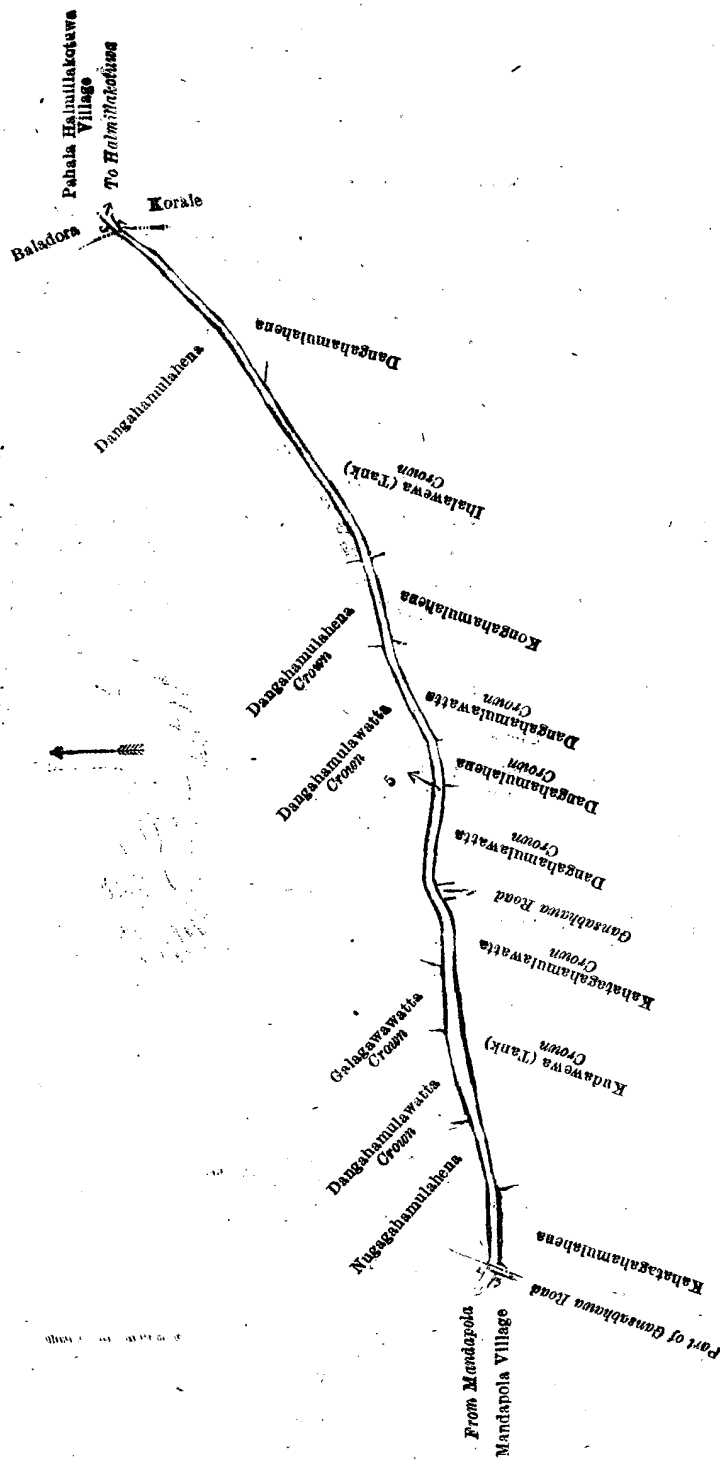 Pahala Halmillakotuwa
Village
To Halmillakotuwa
Baladora
Korale
Dangahamulahena
Dangahamulahena
Ihalawewa (Tank)
Crown
Dangahamulahena
Crown
Kongahamulahena
Dangahamulawatta
Crown
Dangahamulawatta
Crown
5
Dangahamulahena
Crown
Dangahamulawatta
Crown
Gansabhawa Road
Kahatagahamulawatta
Crown
Galagawawatta
Crown
Kudawewa (Tank)
Crown
Dangahamulawatta
Crown
Nugagahamulahena
Kahatagahamulahena
Part of Gansabhawa Road
From Mandapola
Mandapola Village